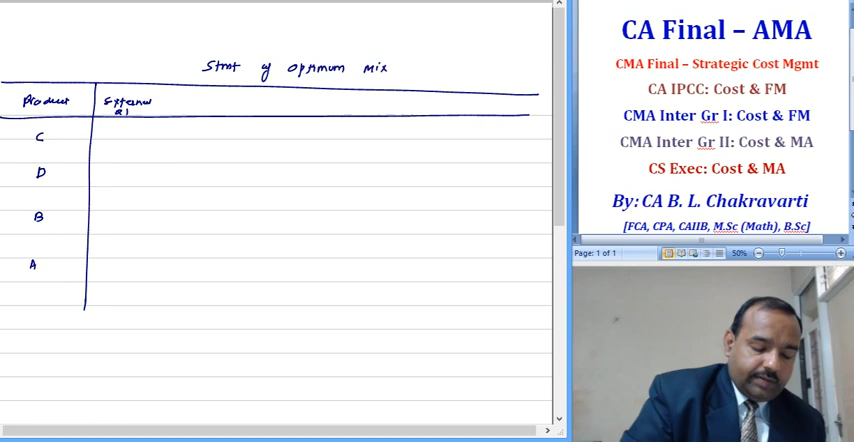 Stmt of optimum mix
Product External
C
D
B
A
CA Final – AMA
CMA Final – Strategic Cost Mgmt
CA IPCC: Cost & FM
CMA Inter Gr I: Cost & FM
CMA Inter Gr II: Cost & MA
CS Exec: Cost & MA
By: CA B. L. Chakravarti
[FCA, CPA, CAIIB, M.Sc (Math), B.Sc]
Page: 1 of 1 50%